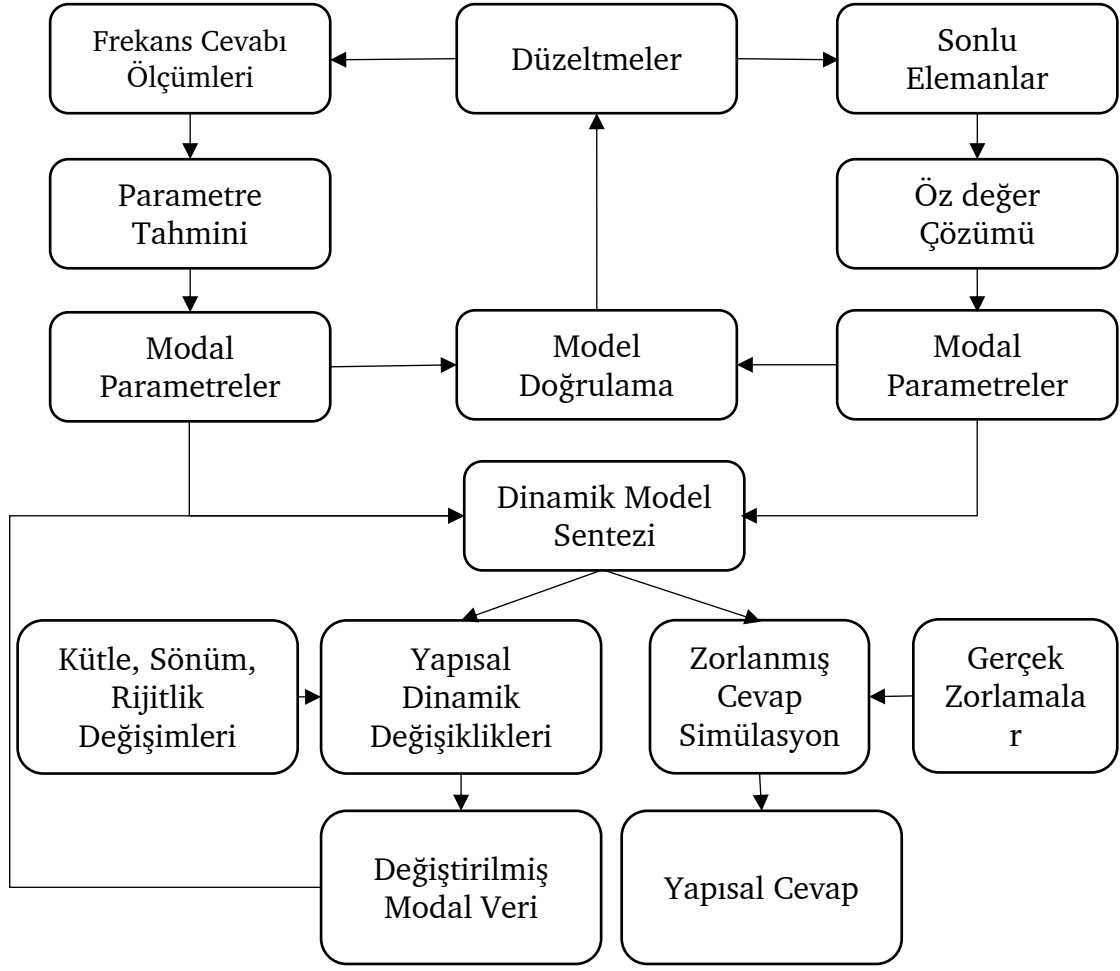 Frekans Cevabı
Ölçümleri
Düzeltmeler
Sonlu
Elemanlar
Parametre
Tahmini
Öz değer
Çözümü
Modal
Parametreler
Model
Doğrulama
Modal
Parametreler
Dinamik Model
Sentezi
Kütle, Sönüm,
Rijitlik
Değişimleri
Yapısal
Dinamik
Değişiklikleri
Zorlanmış
Cevap
Simülasyon
Gerçek
Zorlamala
r
Değiştirilmiş
Modal Veri
Yapısal Cevap